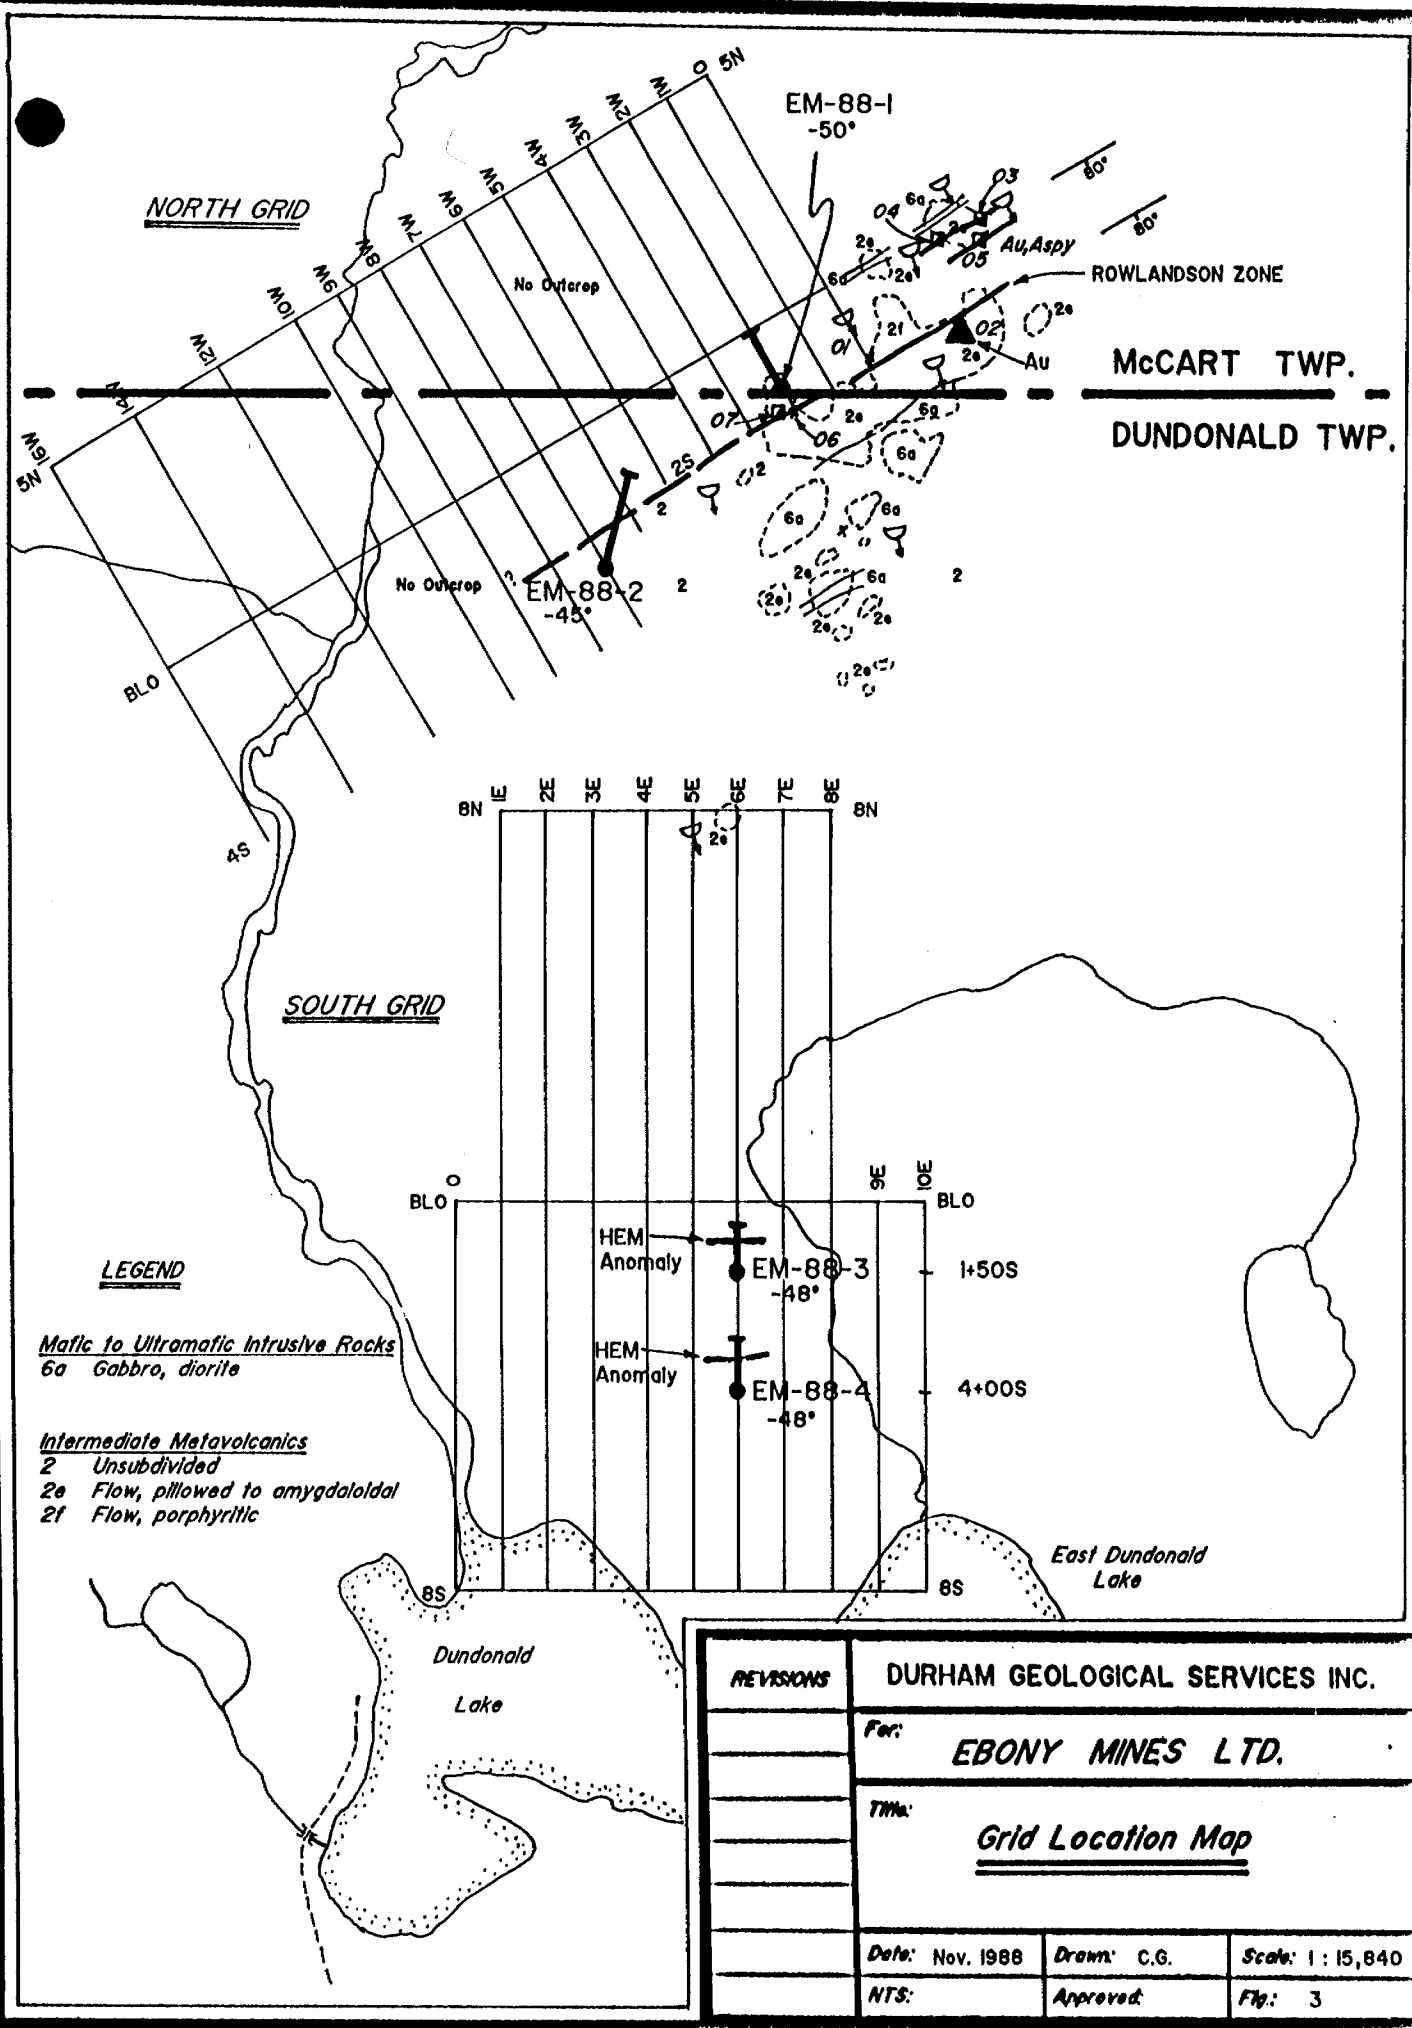 5N
0
1W
2W
3W
4W
5W
6W
7W
8W
9W
10W
12W
14W
16W
5N
EM-88-1
-50°
NORTH GRID
No Outcrop
03
04
6a
2e
80°
80°
2e
2e
05
Au,Aspy
6a
ROWLANDSON ZONE
01
2f
02
2e
2e
Au
McCART TWP.
DUNDONALD TWP.
07
06
2e
6a
6a
2S
2
2
6a
6a
x
No Outcrop
?
EM-88-2
-45°
2
2e
6a
2
2e
2e
2e
2e
BLO
4S
8N
1E
2E
3E
4E
5E
6E
7E
8E
8N
2e
SOUTH GRID
BLO
0
9E
10E
BLO
HEM
Anomaly
EM-88-3
-48°
1+50S
HEM
Anomaly
EM-88-4
-48°
4+00S
8S
8S
LEGEND
Mafic to Ultramafic Intrusive Rocks
6a Gabbro, diorite
Intermediate Metavolcanics
2 Unsubdivided
2e Flow, pillowed to amygdaloidal
2f Flow, porphyritic
East Dundonald
Lake
Dundonald
Lake
REVISIONS
DURHAM GEOLOGICAL SERVICES INC.
For:
EBONY MINES LTD.
Title:
Grid Location Map
Date: Nov. 1988
Drawn: C.G.
Scale: 1 : 15,840
NTS:
Approved:
Fig.: 3